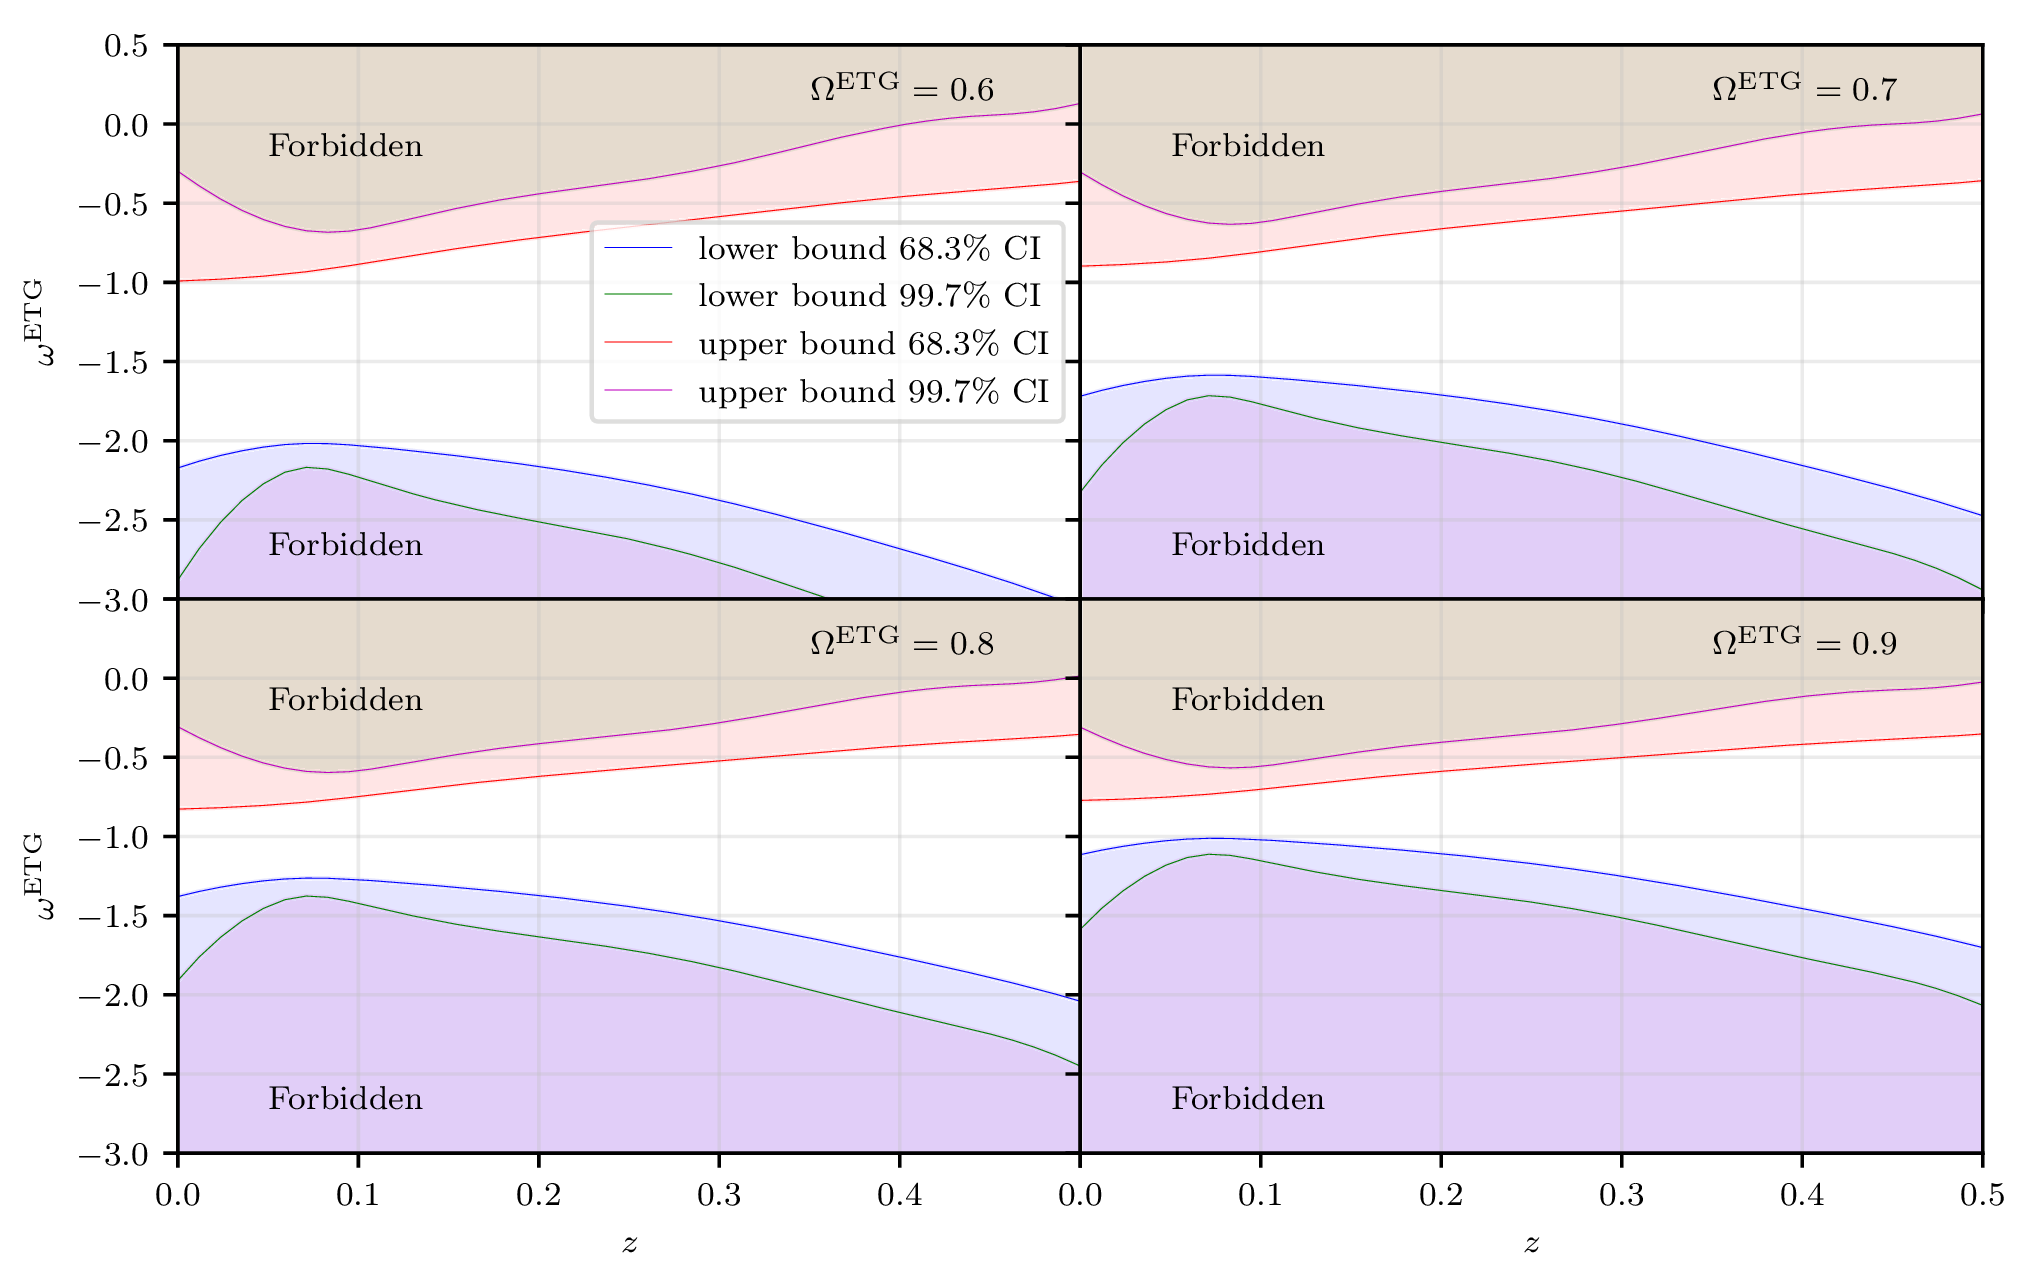 0.5
Ω^ETG = 0.6
Ω^ETG = 0.7
0.0
Forbidden
Forbidden
−0.5
lower bound 68.3% CI
−1.0
lower bound 99.7% CI
ω^ETG
upper bound 68.3% CI
−1.5
upper bound 99.7% CI
−2.0
−2.5
Forbidden
Forbidden
−3.0
Ω^ETG = 0.8
Ω^ETG = 0.9
0.0
Forbidden
Forbidden
−0.5
−1.0
ω^ETG
−1.5
−2.0
−2.5
Forbidden
Forbidden
−3.0
0.0 0.1 0.2 0.3 0.4 0.0 0.1 0.2 0.3 0.4 0.5
z z